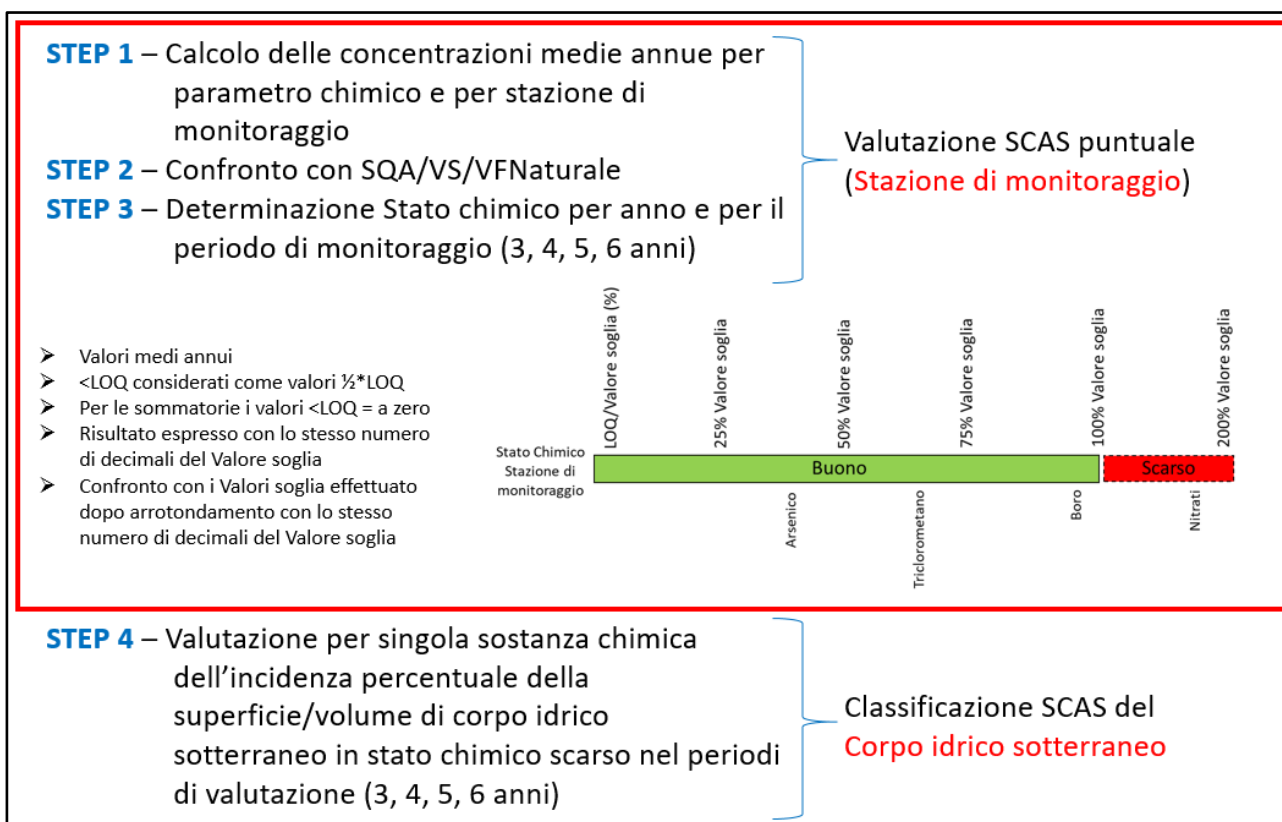 STEP 1 – Calcolo delle concentrazioni medie annue per
parametro chimico e per stazione di
monitoraggio
STEP 2 – Confronto con SQA/VS/VFNaturale
STEP 3 – Determinazione Stato chimico per anno e per il
periodo di monitoraggio (3, 4, 5, 6 anni)
Valutazione SCAS puntuale
(Stazione di monitoraggio)
➤ Valori medi annui
➤ <LOQ considerati come valori ½*LOQ
➤ Per le sommatorie i valori <LOQ = a zero
➤ Risultato espresso con lo stesso numero
di decimali del Valore soglia
➤ Confronto con i Valori soglia effettuato
dopo arrotondamento con lo stesso
numero di decimali del Valore soglia
LOQ/Valore soglia (%)
25% Valore soglia
50% Valore soglia
75% Valore soglia
100% Valore soglia
200% Valore soglia
Stato Chimico
Stazione di
monitoraggio
Buono
Scarso
Arsenico
Triclorometano
Boro
Nitrati
STEP 4 – Valutazione per singola sostanza chimica
dell’incidenza percentuale della
superficie/volume di corpo idrico
sotterraneo in stato chimico scarso nel periodi
di valutazione (3, 4, 5, 6 anni)
Classificazione SCAS del
Corpo idrico sotterraneo